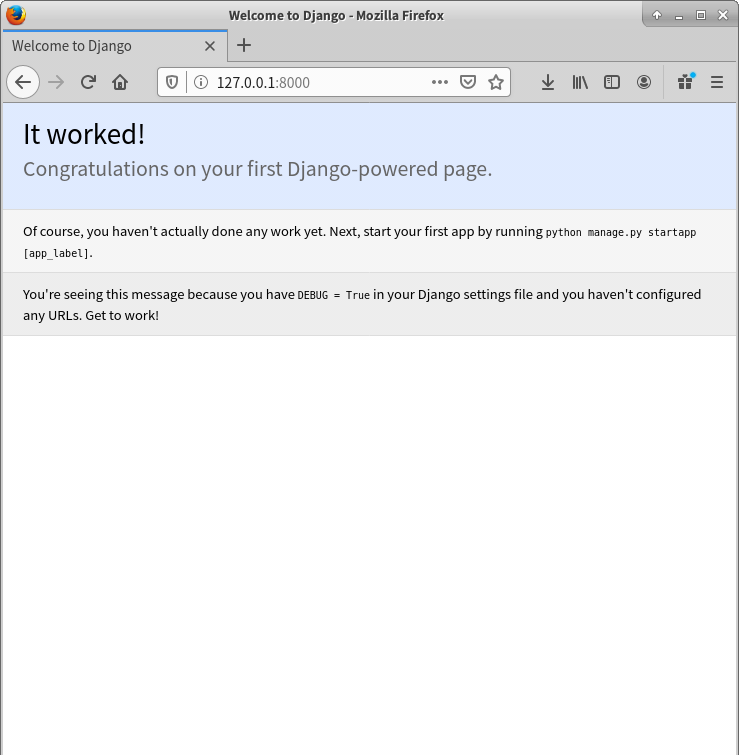 Welcome to Django - Mozilla Firefox
Welcome to Django
127.0.0.1:8000
It worked!
Congratulations on your first Django-powered page.
Of course, you haven't actually done any work yet. Next, start your first app by running python manage.py startapp
[app_label].
You're seeing this message because you have DEBUG = True in your Django settings file and you haven't configured
any URLs. Get to work!